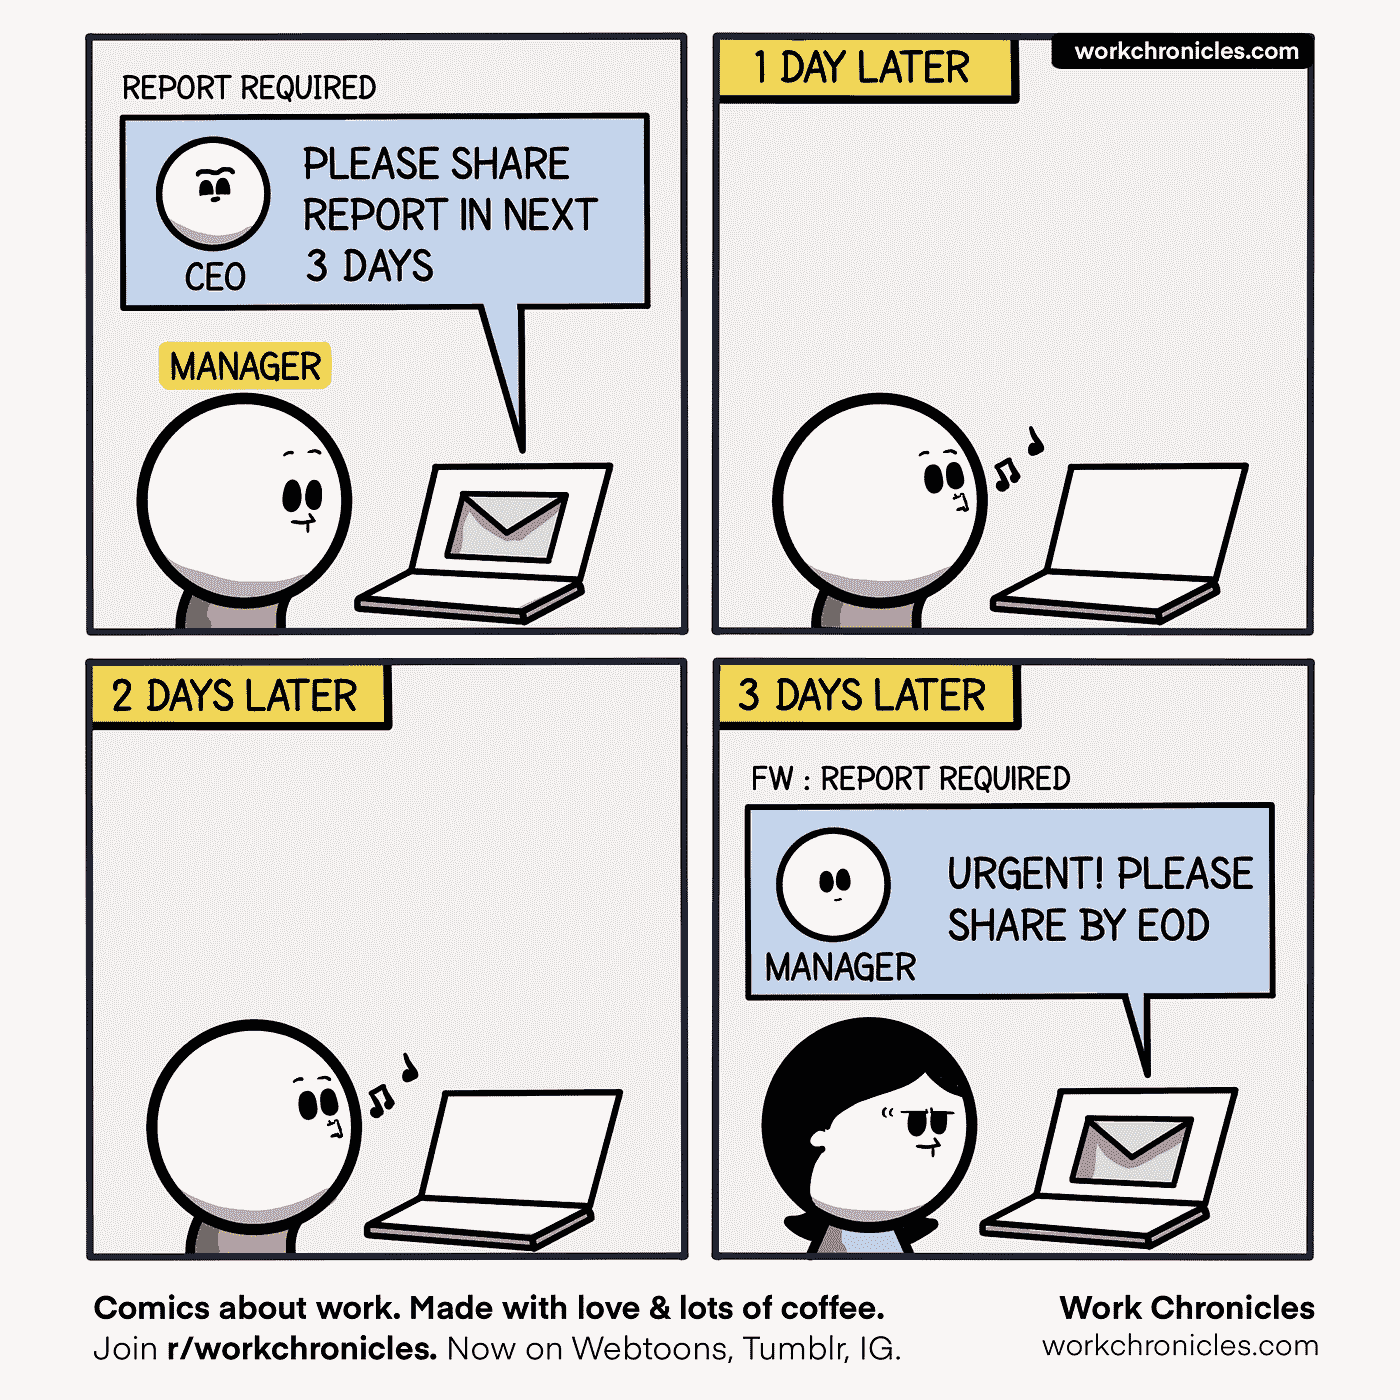 REPORT REQUIRED
PLEASE SHARE
REPORT IN NEXT
3 DAYS
CEO
MANAGER
1 DAY LATER
workchronicles.com
2 DAYS LATER
3 DAYS LATER
FW : REPORT REQUIRED
URGENT! PLEASE
SHARE BY EOD
MANAGER
Comics about work. Made with love & lots of coffee.
Join r/workchronicles. Now on Webtoons, Tumblr, IG.
Work Chronicles
workchronicles.com